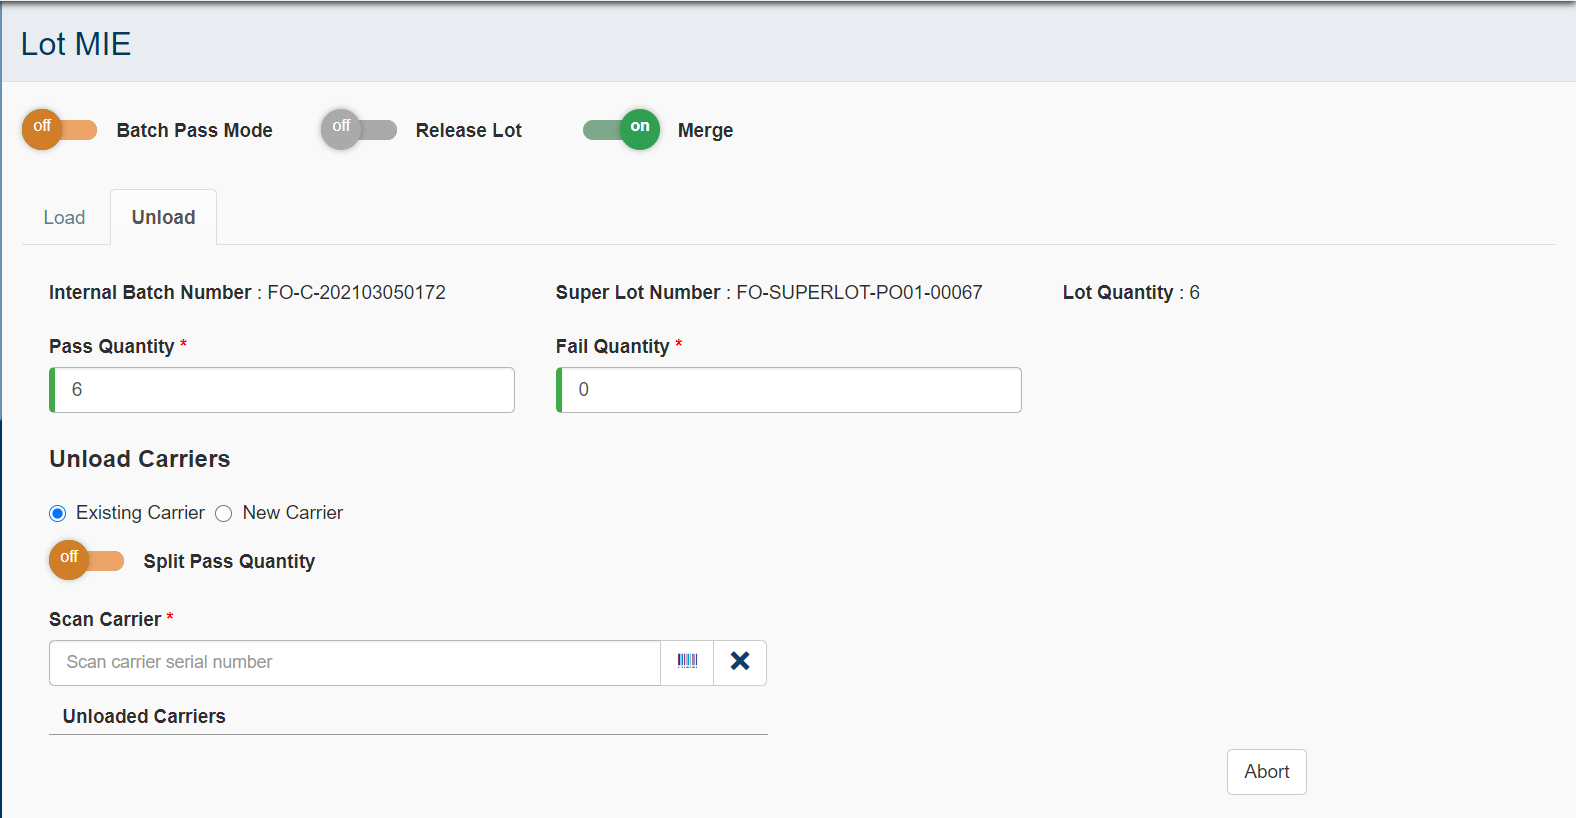 Lot MIE
off Batch Pass Mode off Release Lot on Merge
Load Unload
Internal Batch Number : FO-C-202103050172 Super Lot Number : FO-SUPERLOT-PO01-00067 Lot Quantity : 6
Pass Quantity * Fail Quantity *
6 0
Unload Carriers
Existing Carrier New Carrier
off Split Pass Quantity
Scan Carrier *
Scan carrier serial number
Unloaded Carriers
Abort